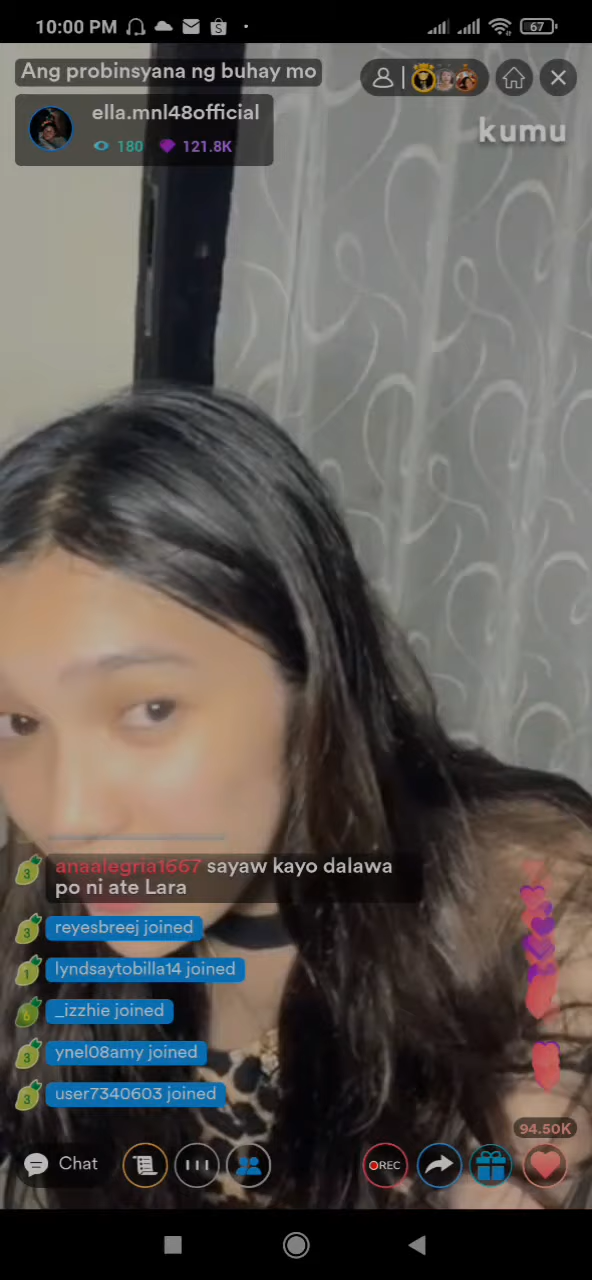 10:00 PM
67
Ang probinsyana ng buhay mo
ella.mnl48official
180 121.8K
kumu
3 anaalegria1667 sayaw kayo dalawa
po ni ate Lara
3 reyesbreej joined
1 lyndsaytobilla14 joined
6 _izzhie joined
3 ynel08amy joined
3 user7340603 joined
94.50K
Chat
REC